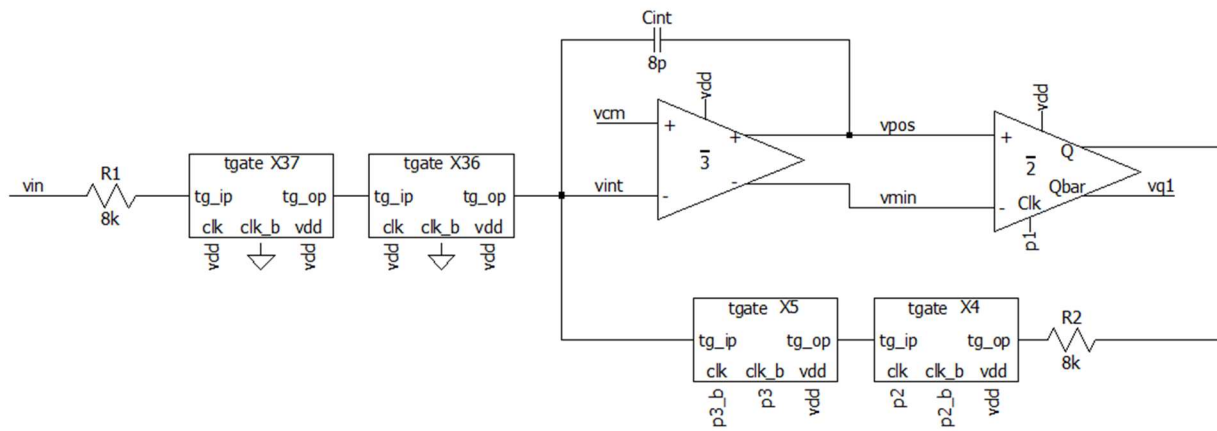 Cint
8p
vdd
vcm
+
+
3
-
-
vpos
vmin
vdd
+
2
-
Q
Qbar
Clk
p1
vq1
vin
R1
8k
tgate X37
tg_ip tg_op
clk clk_b vdd
vdd vdd
tgate X36
tg_ip tg_op
clk clk_b vdd
vdd vdd
vint
tgate X5
tg_ip tg_op
clk clk_b vdd
p3_b p3 vdd
tgate X4
tg_ip tg_op
clk clk_b vdd
p2 p2_b vdd
R2
8k